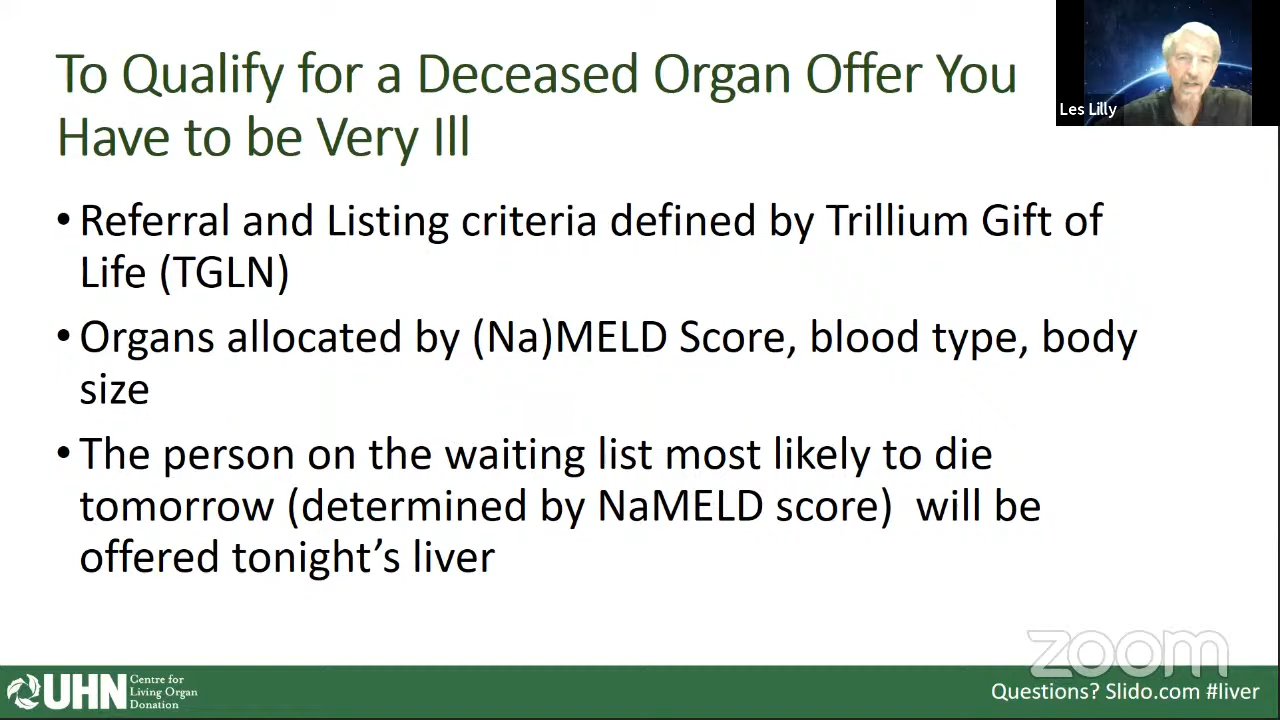 To Qualify for a Deceased Organ Offer You
Have to be Very Ill
Les Lilly
• Referral and Listing criteria defined by Trillium Gift of
Life (TGLN)
• Organs allocated by (Na)MELD Score, blood type, body
size
• The person on the waiting list most likely to die
tomorrow (determined by NaMELD score)  will be
offered tonight’s liver
zoom
UHN
Centre for
Living Organ
Donation
Questions? Slido.com #liver